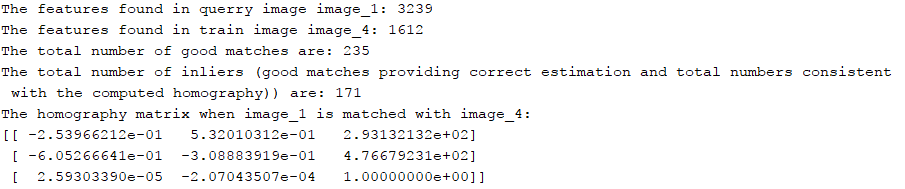 The features found in querry image image_1: 3239
The features found in train image image_4: 1612
The total number of good matches are: 235
The total number of inliers (good matches providing correct estimation and total numbers consistent
 with the computed homography)) are: 171
The homography matrix when image_1 is matched with image_4:
[[ -2.53966212e-01   5.32010312e-01   2.93132132e+02]
 [ -6.05266641e-01  -3.08883919e-01   4.76679231e+02]
 [  2.59303390e-05  -2.07043507e-04   1.00000000e+00]]